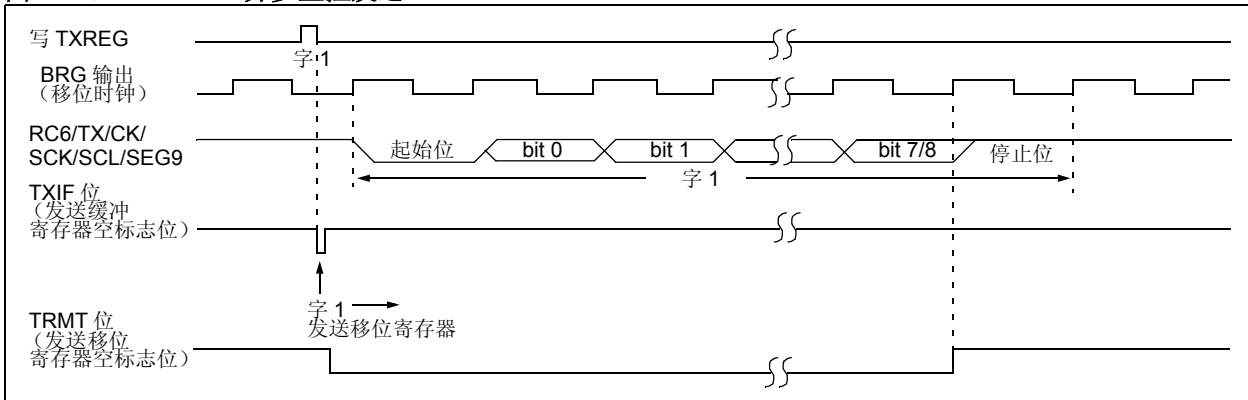 写 TXREG
字 1
BRG 输出
（移位时钟）
RC6/TX/CK/
SCK/SCL/SEG9
起始位
bit 0
bit 1
bit 7/8
停止位
字 1
TXIF 位
（发送缓冲
寄存器空标志位）
字 1
发送移位寄存器
TRMT 位
（发送移位
寄存器空标志位）